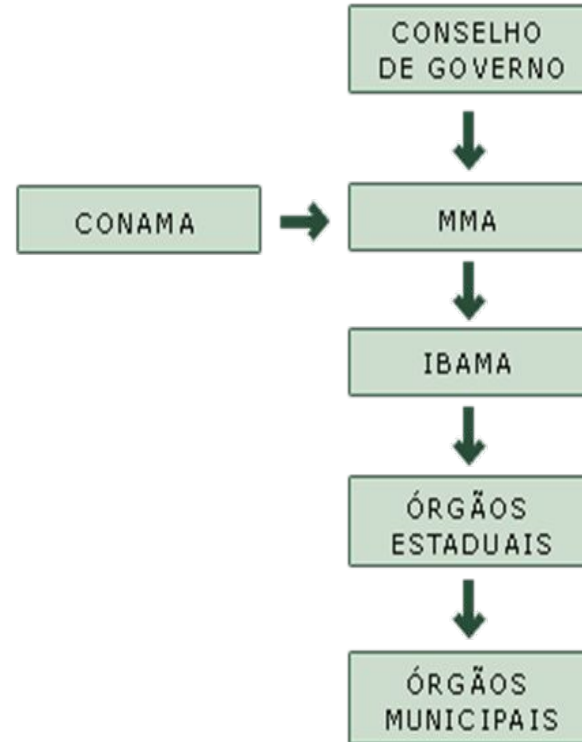 CONSELHO
DE GOVERNO
CONAMA
MMA
IBAMA
ÓRGÃOS
ESTADUAIS
ÓRGÃOS
MUNICIPAIS